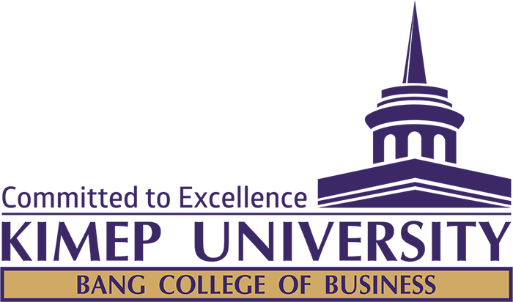 Committed to Excellence
KIMEP UNIVERSITY
BANG COLLEGE OF BUSINESS